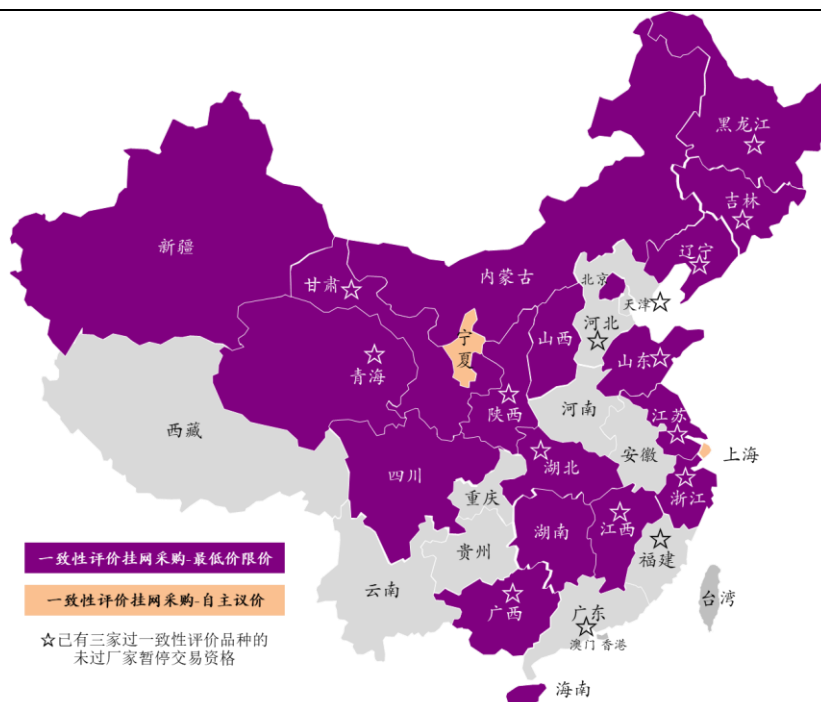 黑龙江
吉林
辽宁
新疆
内蒙古
甘肃
北京
天津
河北
宁夏
山西
山东
青海
陕西
河南
江苏
西藏
安徽
上海
四川
湖北
浙江
重庆
湖南
江西
贵州
福建
云南
台湾
广西
广东
澳门 香港
海南
一致性评价挂网采购-最低价限价
一致性评价挂网采购-自主议价
☆已有三家过一致性评价品种的
未过厂家暂停交易资格